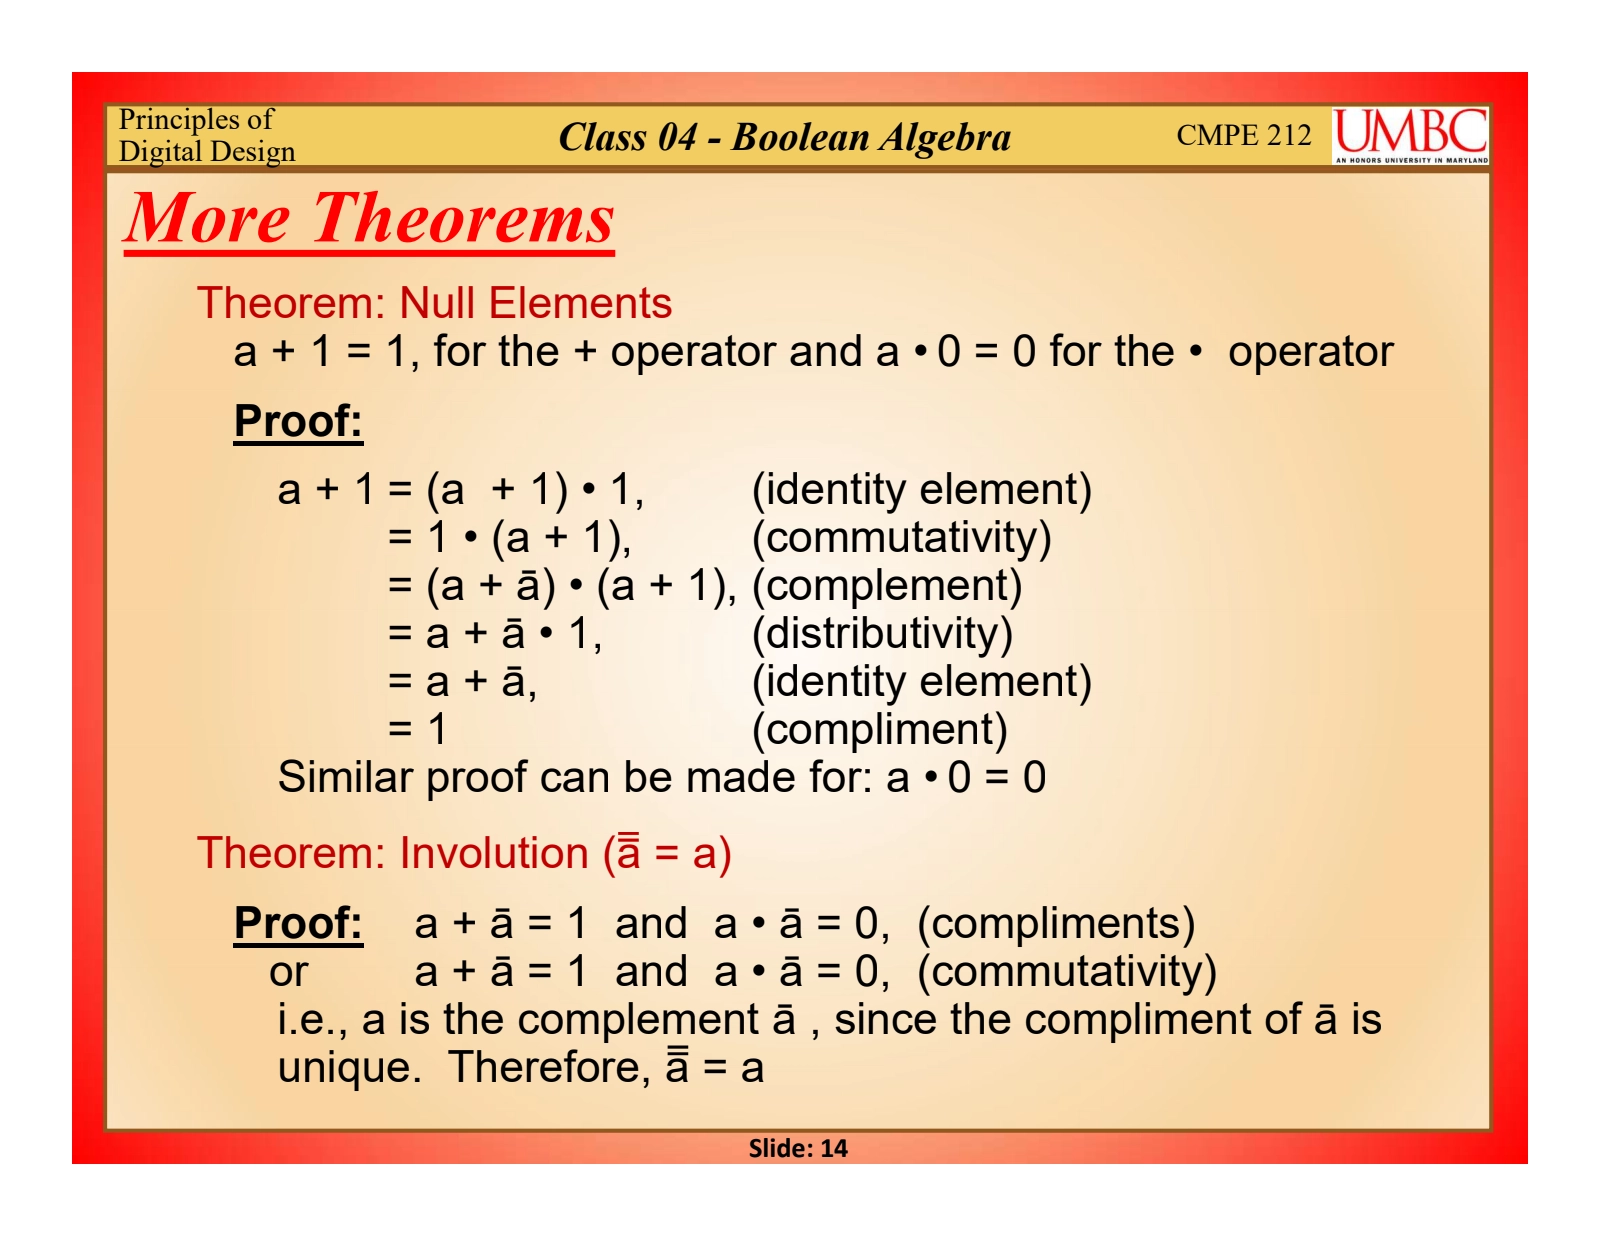 Principles of
Digital Design
Class 04 - Boolean Algebra
CMPE 212
UMBC
AN HONORS UNIVERSITY IN MARYLAND
More Theorems
Theorem: Null Elements
a + 1 = 1, for the + operator and a • 0 = 0 for the • operator
Proof:
a + 1 = (a + 1) • 1, (identity element)
= 1 • (a + 1), (commutativity)
= (a + ā) • (a + 1), (complement)
= a + ā • 1, (distributivity)
= a + ā, (identity element)
= 1 (compliment)
Similar proof can be made for: a • 0 = 0
Theorem: Involution (ā̿ = a)
Proof: a + ā = 1 and a • ā = 0, (compliments)
or a + ā = 1 and a • ā = 0, (commutativity)
i.e., a is the complement ā , since the compliment of ā is
unique. Therefore, ā̿ = a
Slide: 14